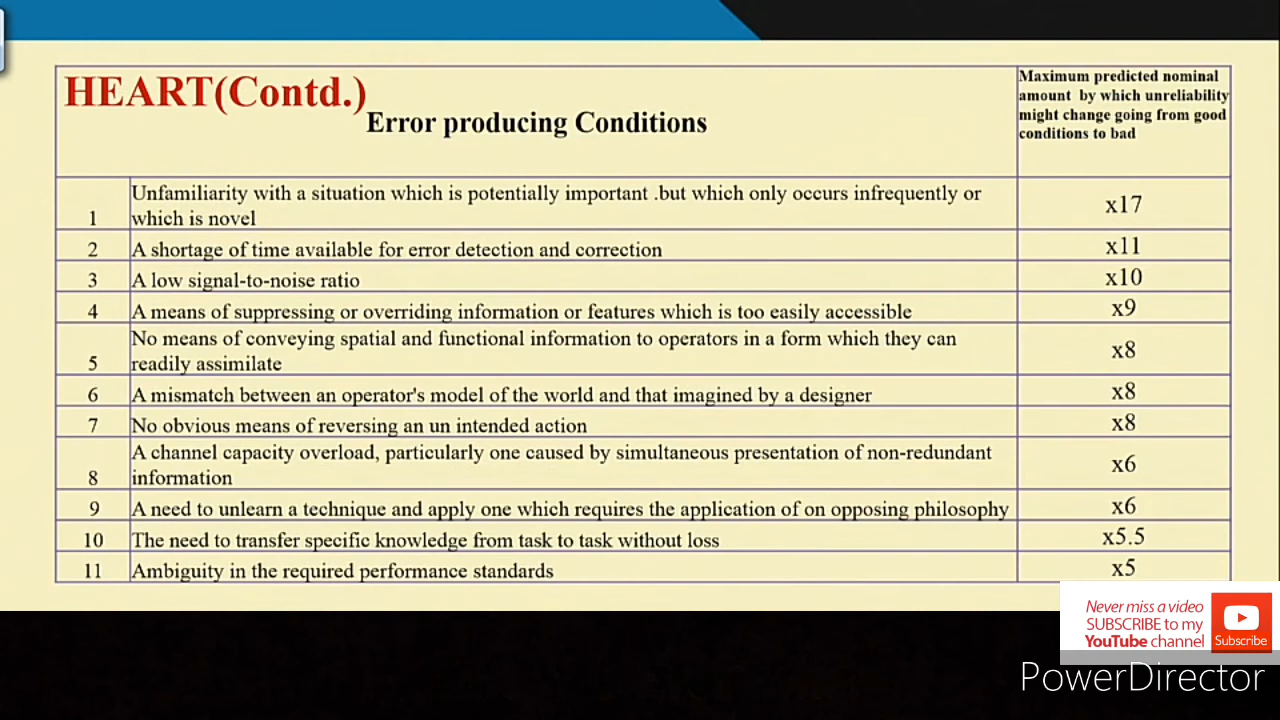 HEART(Contd.)
Error producing Conditions
Maximum predicted nominal
amount by which unreliability
might change going from good
conditions to bad
1 Unfamiliarity with a situation which is potentially important .but which only occurs infrequently or
which is novel x17
2 A shortage of time available for error detection and correction x11
3 A low signal-to-noise ratio x10
4 A means of suppressing or overriding information or features which is too easily accessible x9
5 No means of conveying spatial and functional information to operators in a form which they can
readily assimilate x8
6 A mismatch between an operator's model of the world and that imagined by a designer x8
7 No obvious means of reversing an un intended action x8
8 A channel capacity overload, particularly one caused by simultaneous presentation of non-redundant
information x6
9 A need to unlearn a technique and apply one which requires the application of on opposing philosophy x6
10 The need to transfer specific knowledge from task to task without loss x5.5
11 Ambiguity in the required performance standards x5
Never miss a video
SUBSCRIBE to my
YouTube channel
Subscribe
PowerDirector